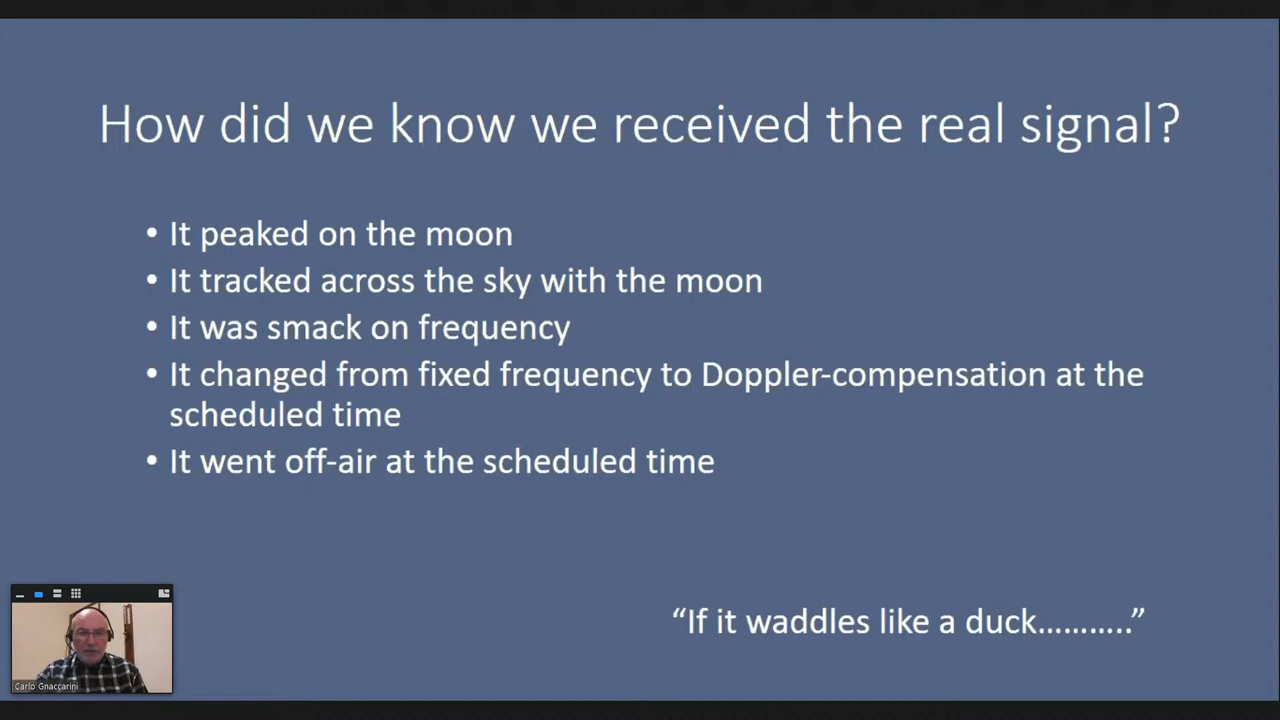 How did we know we received the real signal?
• It peaked on the moon
• It tracked across the sky with the moon
• It was smack on frequency
• It changed from fixed frequency to Doppler-compensation at the
scheduled time
• It went off-air at the scheduled time
“If it waddles like a duck………..”
Carlo Gnaccarini